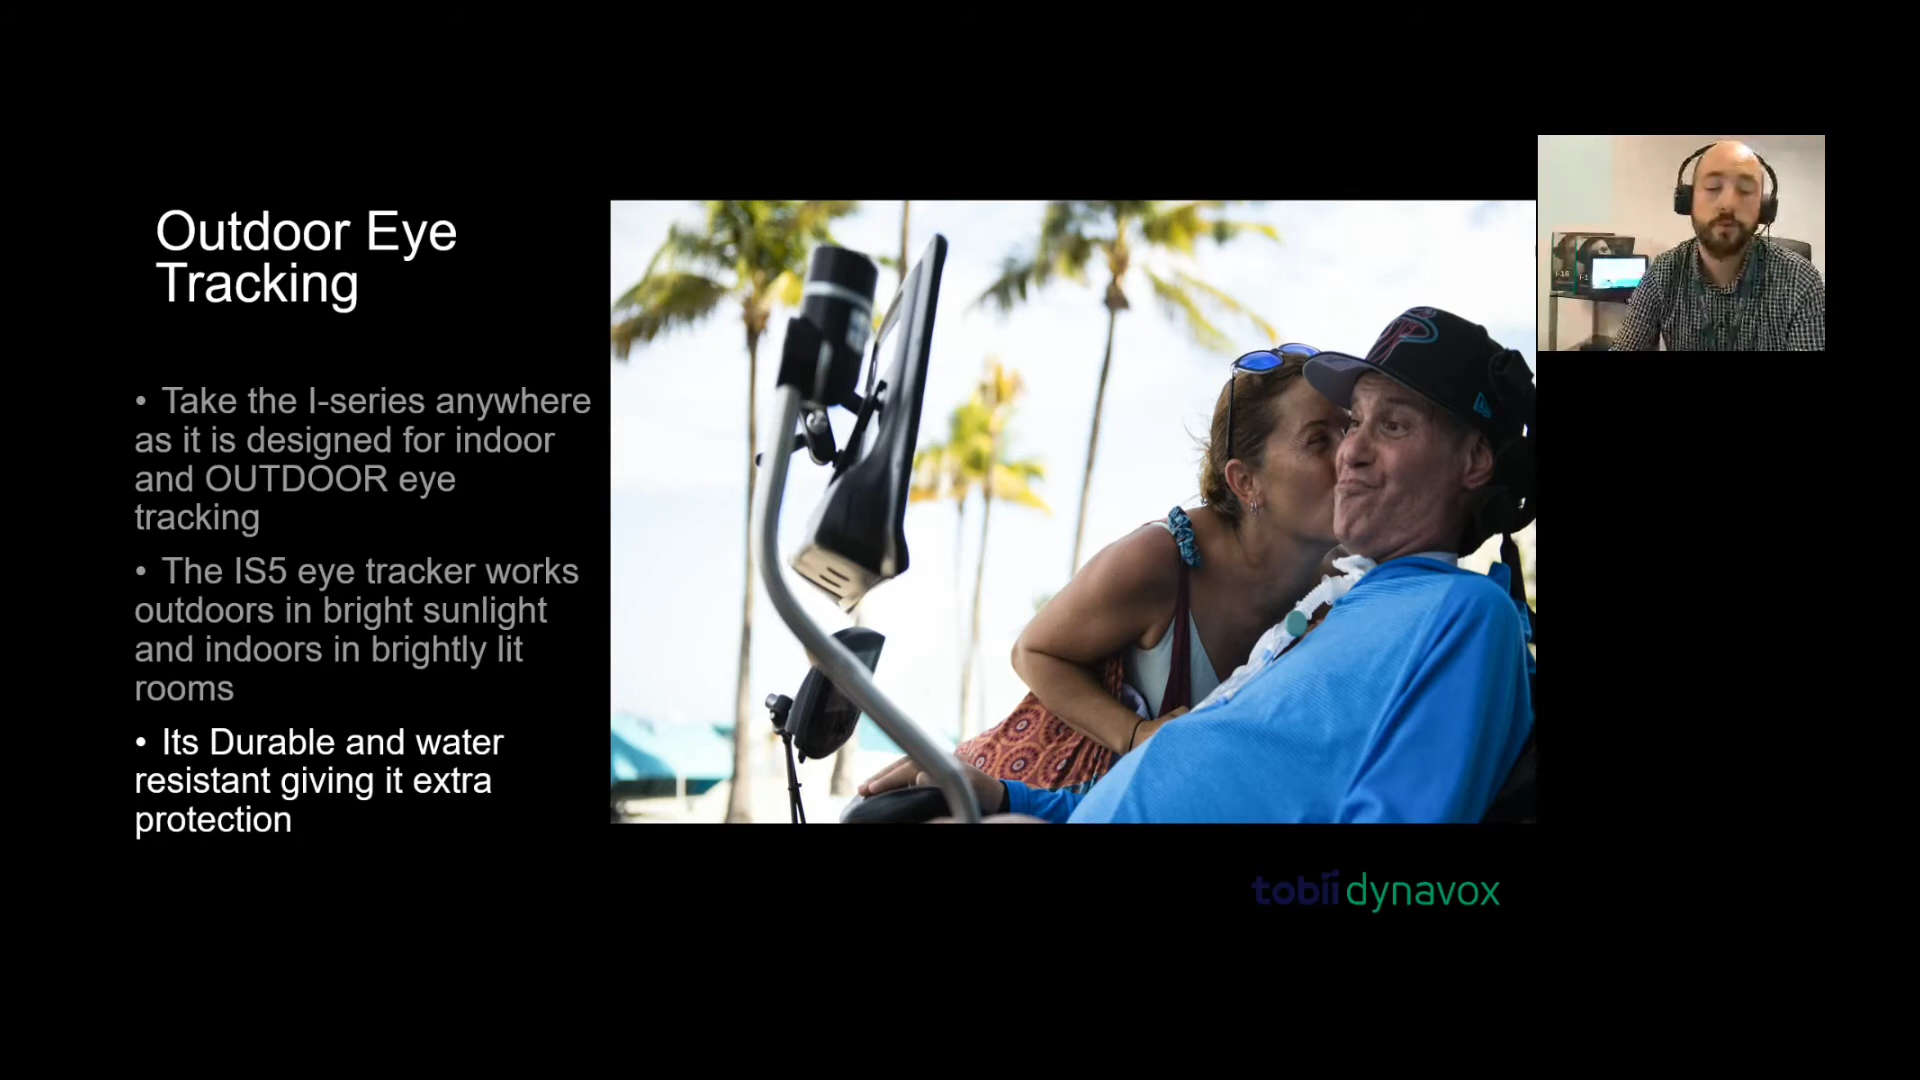 Outdoor Eye
Tracking
• Take the I-series anywhere
as it is designed for indoor
and OUTDOOR eye
tracking
• The IS5 eye tracker works
outdoors in bright sunlight
and indoors in brightly lit
rooms
• Its Durable and water
resistant giving it extra
protection
I-16
tobii dynavox